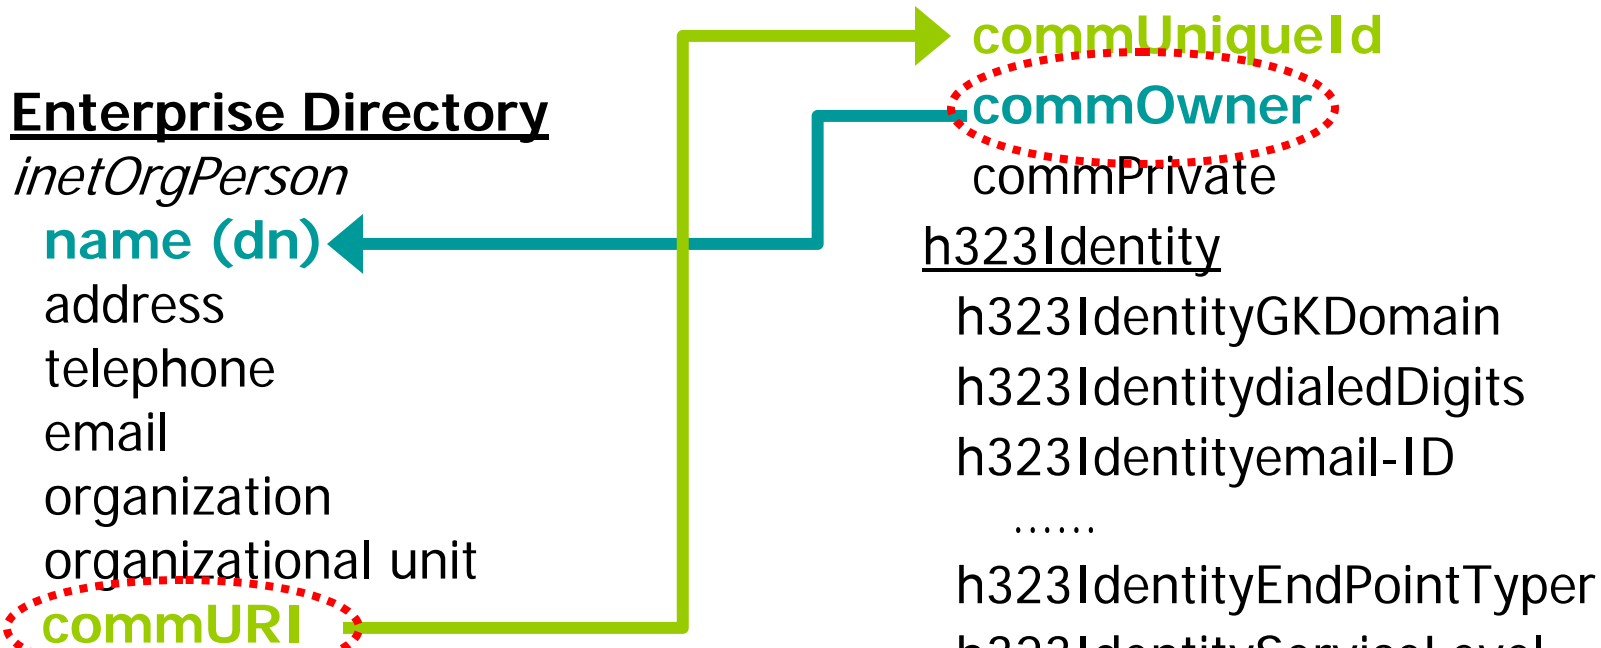 Enterprise Directory
inetOrgPerson
name (dn)
address
telephone
email
organization
organizational unit
commURI
commUniqueId
commOwner
commPrivate
h323Identity
h323IdentityGKDomain
h323IdentitydialedDigits
h323Identityemail-ID
......
h323IdentityEndPointTyper
h323IdentityServiceLevel